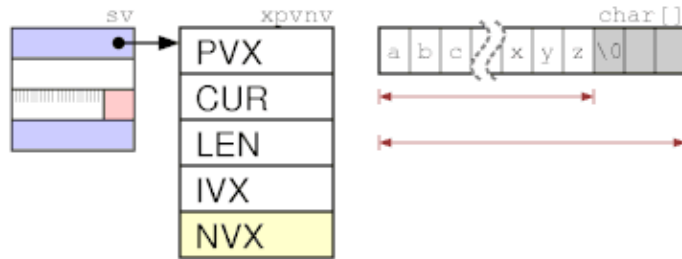 sv
xpvnv
char[]
PVX
CUR
LEN
IVX
NVX
a b c x y z \0